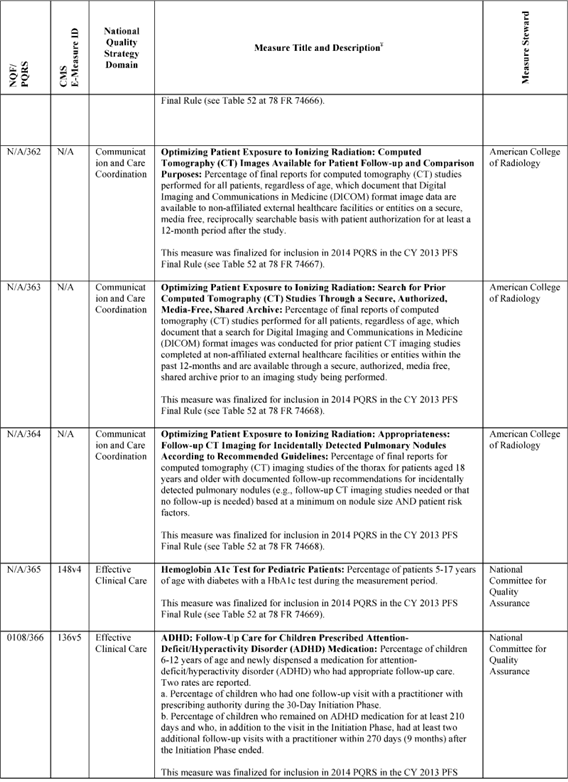 NQF/
PQRS
CMS
E-Measure ID
National
Quality
Strategy
Domain
Measure Title and Description¥
Measure Steward
Final Rule (see Table 52 at 78 FR 74666).
N/A/362
N/A
Communicat
ion and Care
Coordination
Optimizing Patient Exposure to Ionizing Radiation: Computed
Tomography (CT) Images Available for Patient Follow-up and Comparison
Purposes: Percentage of final reports for computed tomography (CT) studies
performed for all patients, regardless of age, which document that Digital
Imaging and Communications in Medicine (DICOM) format image data are
available to non-affiliated external healthcare facilities or entities on a secure,
media free, reciprocally searchable basis with patient authorization for at least a
12-month period after the study.
This measure was finalized for inclusion in 2014 PQRS in the CY 2013 PFS
Final Rule (see Table 52 at 78 FR 74667).
American College
of Radiology
N/A/363
N/A
Communicat
ion and Care
Coordination
Optimizing Patient Exposure to Ionizing Radiation: Search for Prior
Computed Tomography (CT) Studies Through a Secure, Authorized,
Media-Free, Shared Archive: Percentage of final reports of computed
tomography (CT) studies performed for all patients, regardless of age, which
document that a search for Digital Imaging and Communications in Medicine
(DICOM) format images was conducted for prior patient CT imaging studies
completed at non-affiliated external healthcare facilities or entities within the
past 12-months and are available through a secure, authorized, media free,
shared archive prior to an imaging study being performed.
This measure was finalized for inclusion in 2014 PQRS in the CY 2013 PFS
Final Rule (see Table 52 at 78 FR 74668).
American College
of Radiology
N/A/364
N/A
Communicat
ion and Care
Coordination
Optimizing Patient Exposure to Ionizing Radiation: Appropriateness:
Follow-up CT Imaging for Incidentally Detected Pulmonary Nodules
According to Recommended Guidelines: Percentage of final reports for
computed tomography (CT) imaging studies of the thorax for patients aged 18
years and older with documented follow-up recommendations for incidentally
detected pulmonary nodules (e.g., follow-up CT imaging studies needed or that
no follow-up is needed) based at a minimum on nodule size AND patient risk
factors.
This measure was finalized for inclusion in 2014 PQRS in the CY 2013 PFS
Final Rule (see Table 52 at 78 FR 74668).
American College
of Radiology
N/A/365
148v4
Effective
Clinical Care
Hemoglobin A1c Test for Pediatric Patients: Percentage of patients 5-17 years
of age with diabetes with a HbA1c test during the measurement period.
This measure was finalized for inclusion in 2014 PQRS in the CY 2013 PFS
Final Rule (see Table 52 at 78 FR 74669).
National
Committee for
Quality
Assurance
0108/366
136v5
Effective
Clinical Care
ADHD: Follow-Up Care for Children Prescribed Attention-
Deficit/Hyperactivity Disorder (ADHD) Medication: Percentage of children
6-12 years of age and newly dispensed a medication for attention-
deficit/hyperactivity disorder (ADHD) who had appropriate follow-up care.
Two rates are reported.
a. Percentage of children who had one follow-up visit with a practitioner with
prescribing authority during the 30-Day Initiation Phase.
b. Percentage of children who remained on ADHD medication for at least 210
days and who, in addition to the visit in the Initiation Phase, had at least two
additional follow-up visits with a practitioner within 270 days (9 months) after
the Initiation Phase ended.
This measure was finalized for inclusion in 2014 PQRS in the CY 2013 PFS
National
Committee for
Quality
Assurance